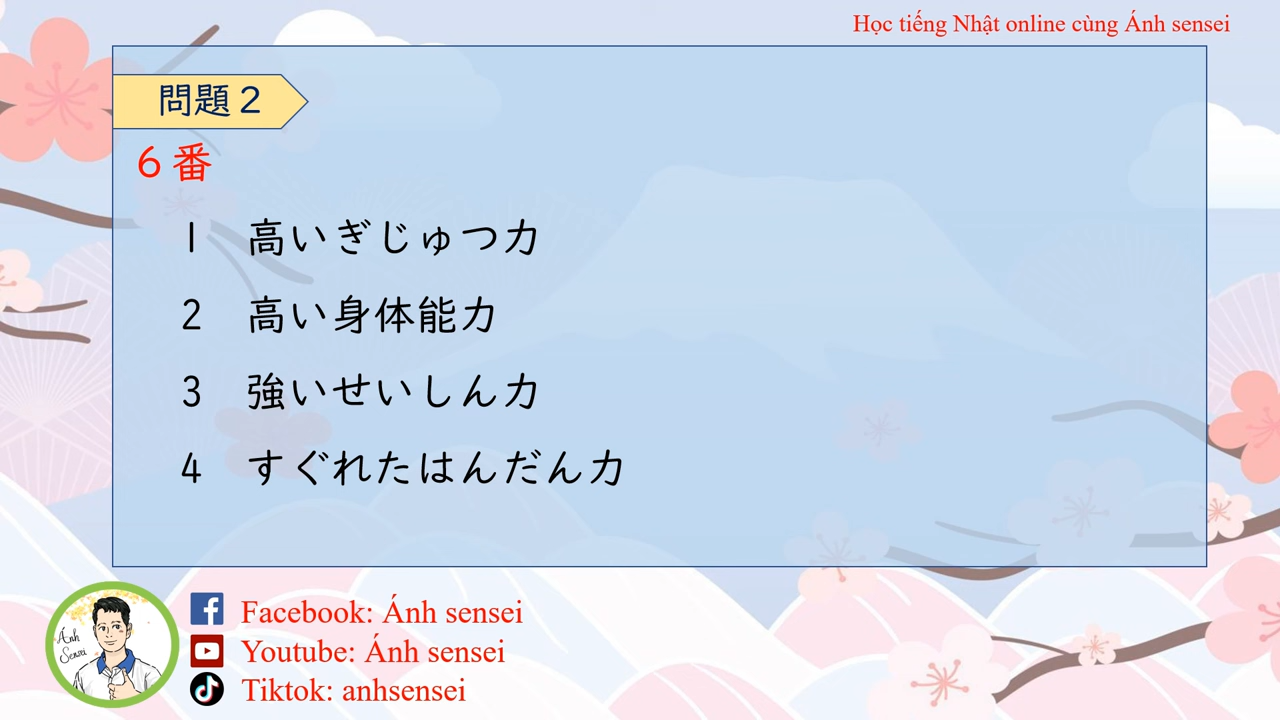 Học tiếng Nhật online cùng Ánh sensei
問題２
６番
1 高いぎじゅつ力
2 高い身体能力
3 強いせいしん力
4 すぐれたはんだん力
Ánh
Sensei
Facebook: Ánh sensei
Youtube: Ánh sensei
Tiktok: anhsensei